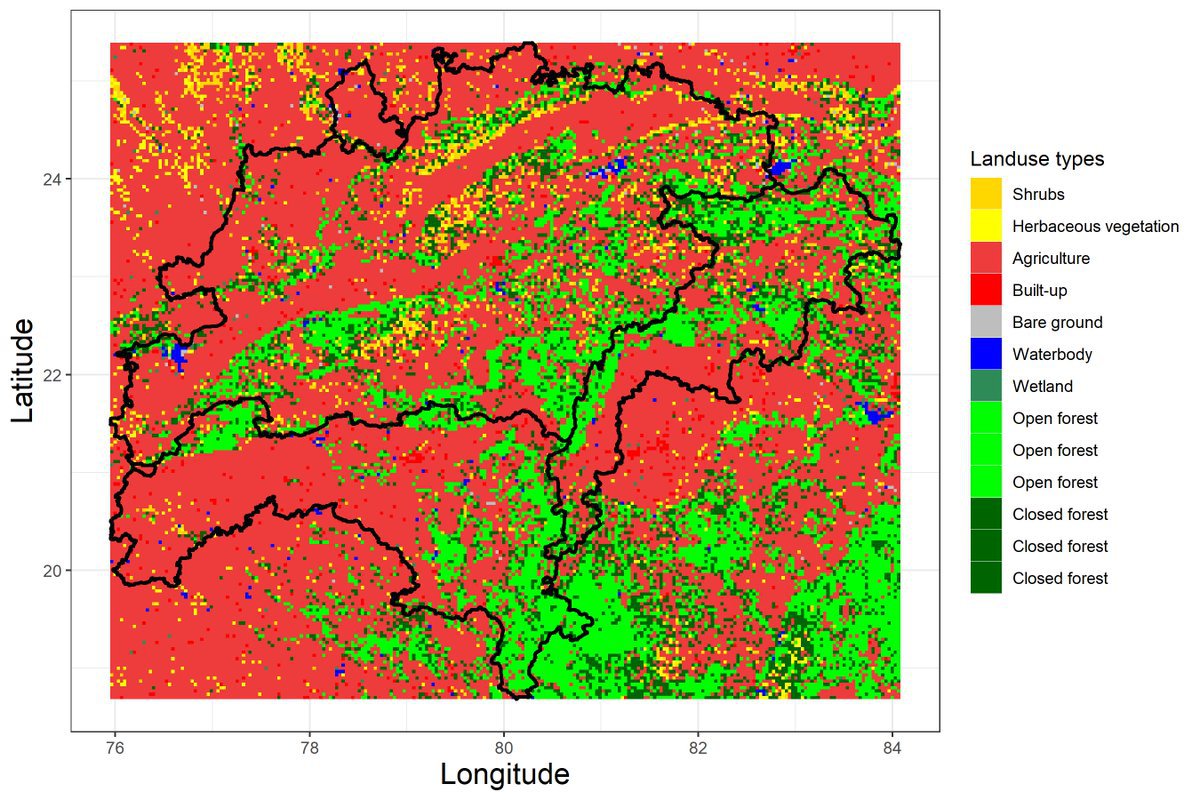 24
22
20
Latitude
76
78
80
82
84
Longitude
Landuse types
Shrubs
Herbaceous vegetation
Agriculture
Built-up
Bare ground
Waterbody
Wetland
Open forest
Open forest
Open forest
Closed forest
Closed forest
Closed forest